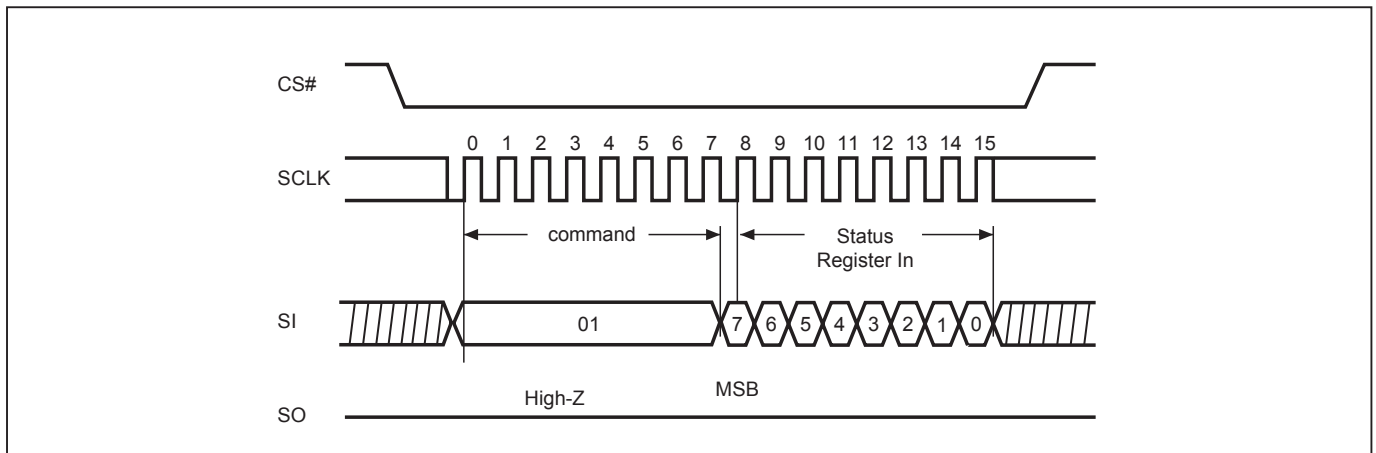 CS#
0 1 2 3 4 5 6 7 8 9 10 11 12 13 14 15
SCLK
command
Status
Register In
SI
01
7 6 5 4 3 2 1 0
MSB
High-Z
SO